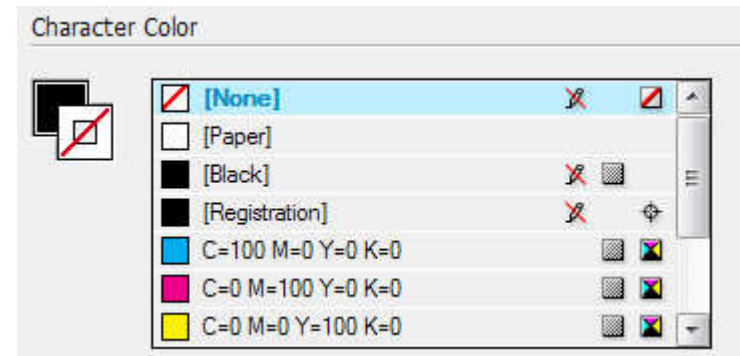 Character Color
[None]
[Paper]
[Black]
[Registration]
C=100 M=0 Y=0 K=0
C=0 M=100 Y=0 K=0
C=0 M=0 Y=100 K=0